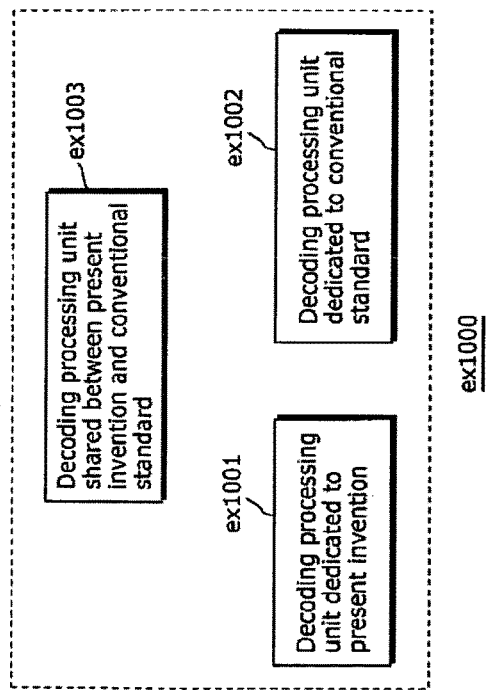 ex1003
Decoding processing unit
shared between present
invention and conventional
standard
ex1001
Decoding processing
unit dedicated to
present invention
ex1002
Decoding processing unit
dedicated to conventional
standard
ex1000